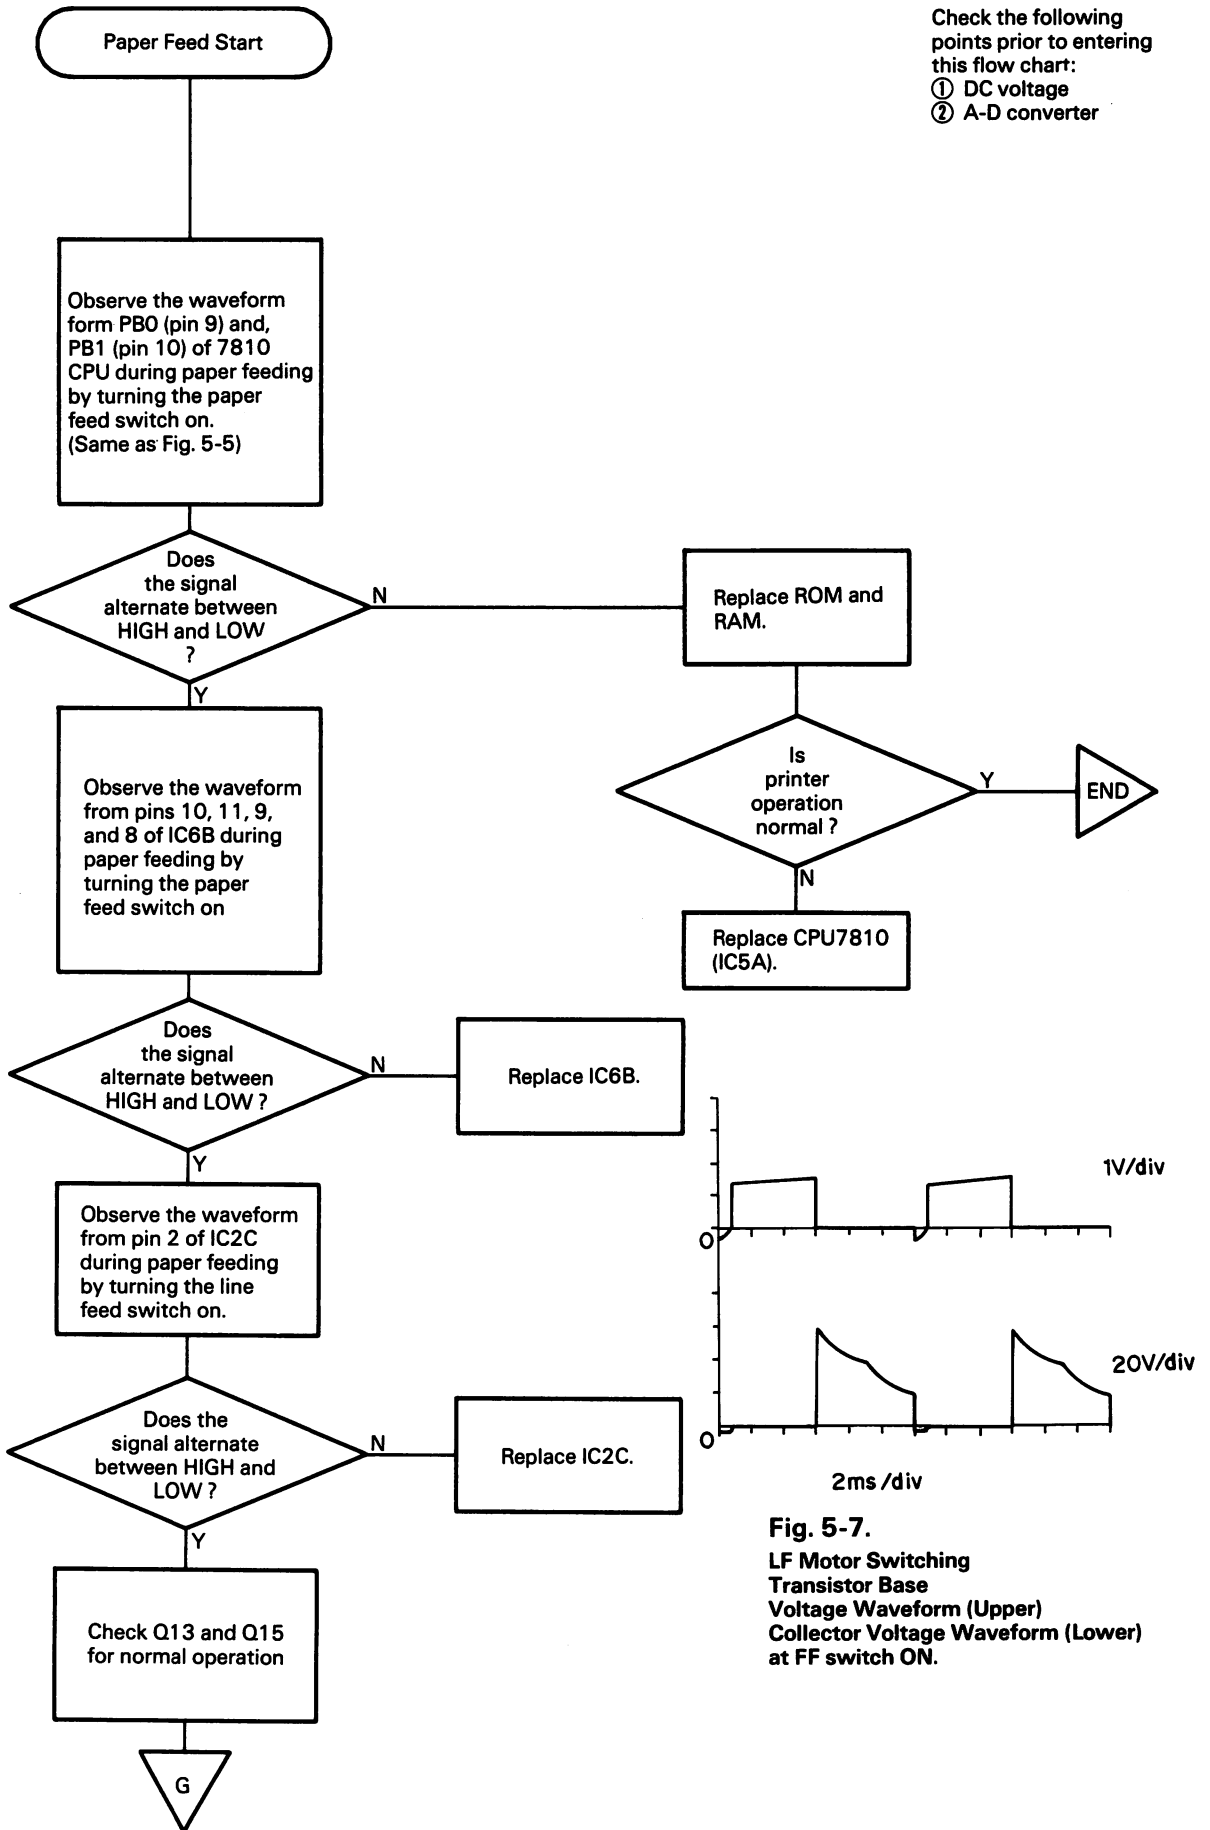 Paper Feed Start
Check the following
points prior to entering
this flow chart:
① DC voltage
② A-D converter
Observe the waveform
form PB0 (pin 9) and,
PB1 (pin 10) of 7810
CPU during paper feeding
by turning the paper
feed switch on.
(Same as Fig. 5-5)
Does
the signal
alternate between
HIGH and LOW
?
N
Y
Replace ROM and
RAM.
Is
printer
operation
normal ?
Y
END
N
Replace CPU7810
(IC5A).
Observe the waveform
from pins 10, 11, 9,
and 8 of IC6B during
paper feeding by
turning the paper
feed switch on
Does
the signal
alternate between
HIGH and LOW ?
N
Replace IC6B.
Y
Observe the waveform
from pin 2 of IC2C
during paper feeding
by turning the line
feed switch on.
Does the
signal alternate
between HIGH and
LOW ?
N
Replace IC2C.
Y
Check Q13 and Q15
for normal operation
G
1V/div
0
20V/div
0
2ms/div
Fig. 5-7.
LF Motor Switching
Transistor Base
Voltage Waveform (Upper)
Collector Voltage Waveform (Lower)
at FF switch ON.